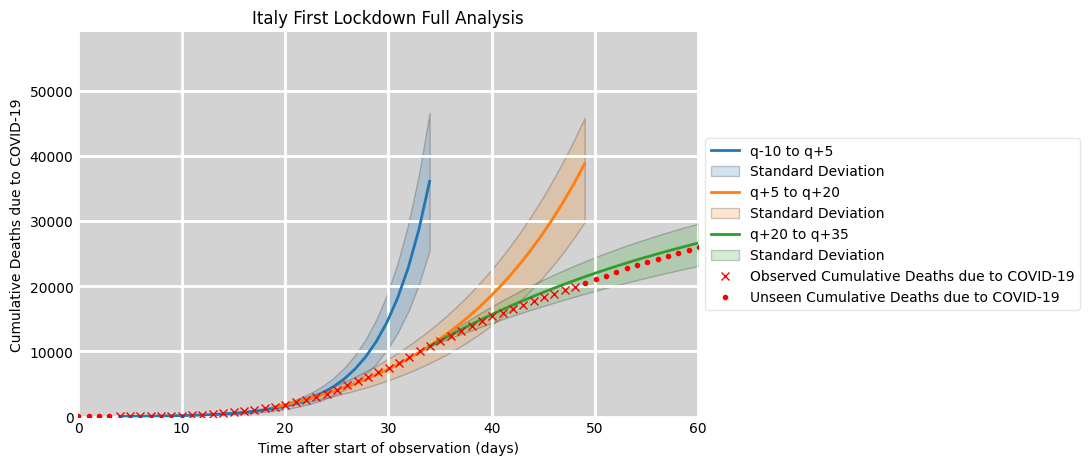 Italy First Lockdown Full Analysis
Cumulative Deaths due to COVID-19
50000
40000
30000
20000
10000
0
0 10 20 30 40 50 60
Time after start of observation (days)
q-10 to q+5
Standard Deviation
q+5 to q+20
Standard Deviation
q+20 to q+35
Standard Deviation
Observed Cumulative Deaths due to COVID-19
Unseen Cumulative Deaths due to COVID-19